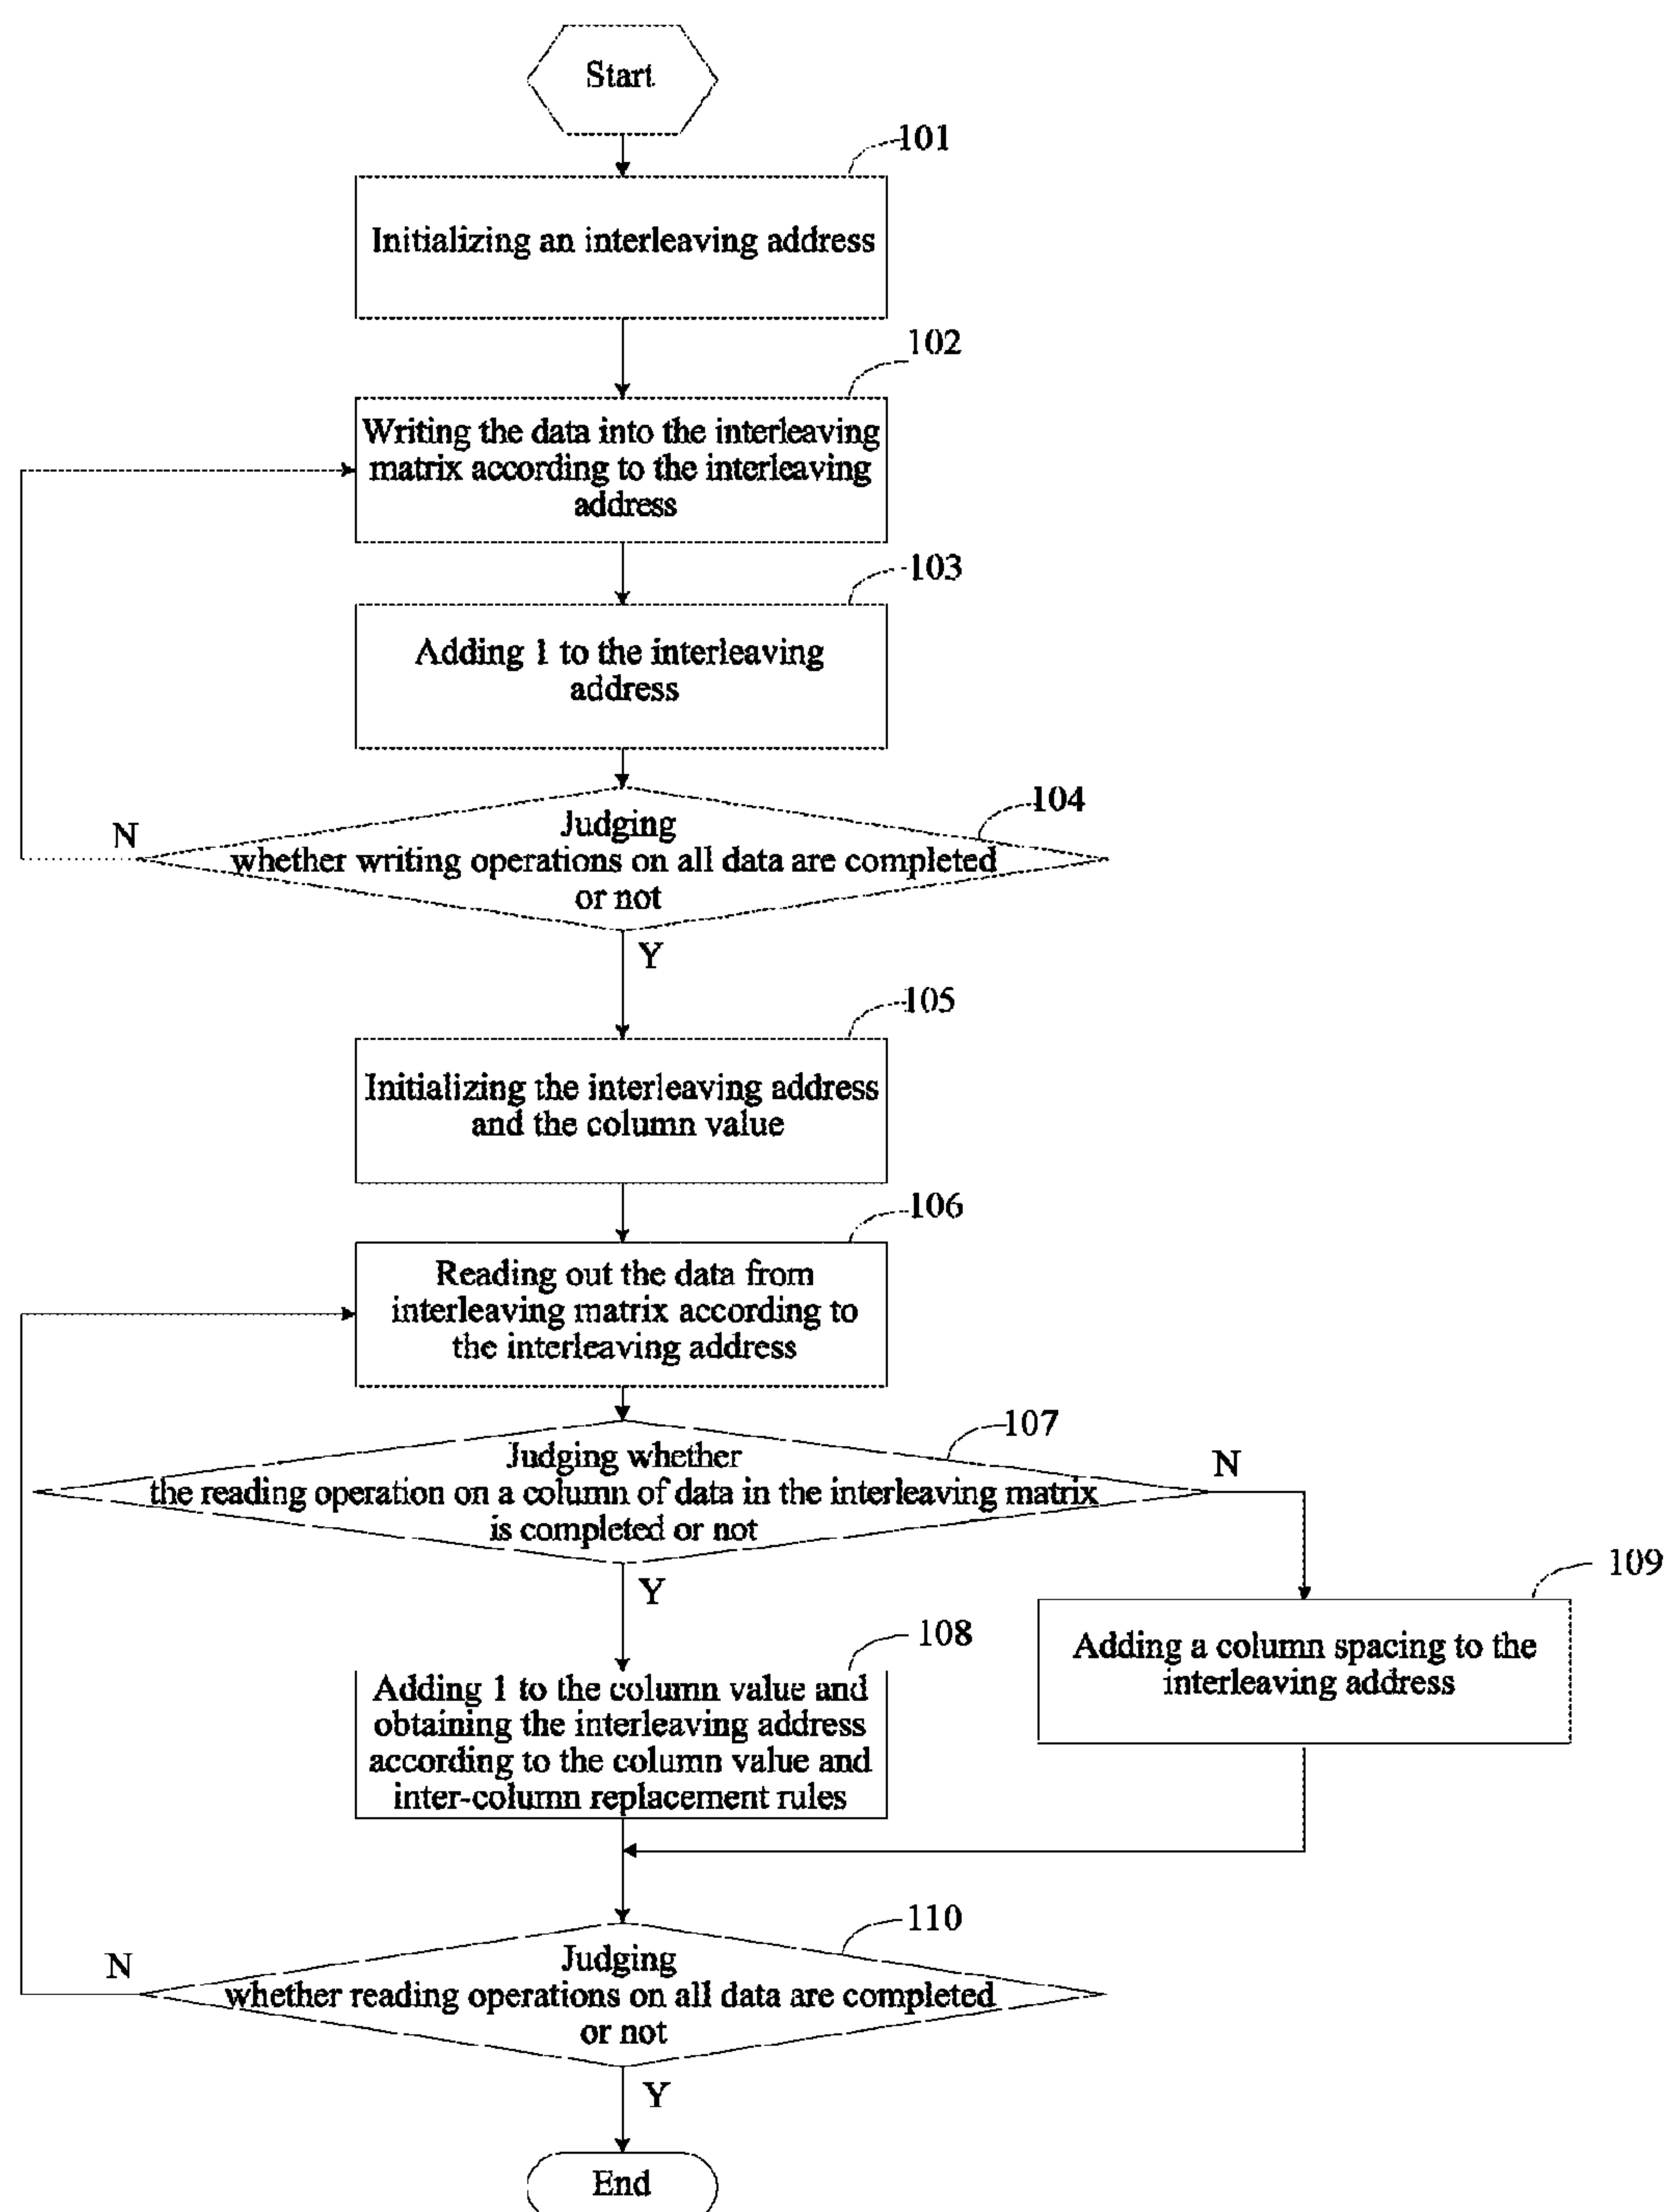 Start
101
Initializing an interleaving address
102
Writing the data into the interleaving
matrix according to the interleaving
address
103
Adding 1 to the interleaving
address
104
N
Judging
whether writing operations on all data are completed
or not
Y
105
Initializing the interleaving address
and the column value
106
Reading out the data from
interleaving matrix according to
the interleaving address
107
N
Judging whether
the reading operation on a column of data in the interleaving matrix
is completed or not
Y
109
Adding a column spacing to the
interleaving address
108
Adding 1 to the column value and
obtaining the interleaving address
according to the column value and
inter-column replacement rules
110
N
Judging
whether reading operations on all data are completed
or not
Y
End